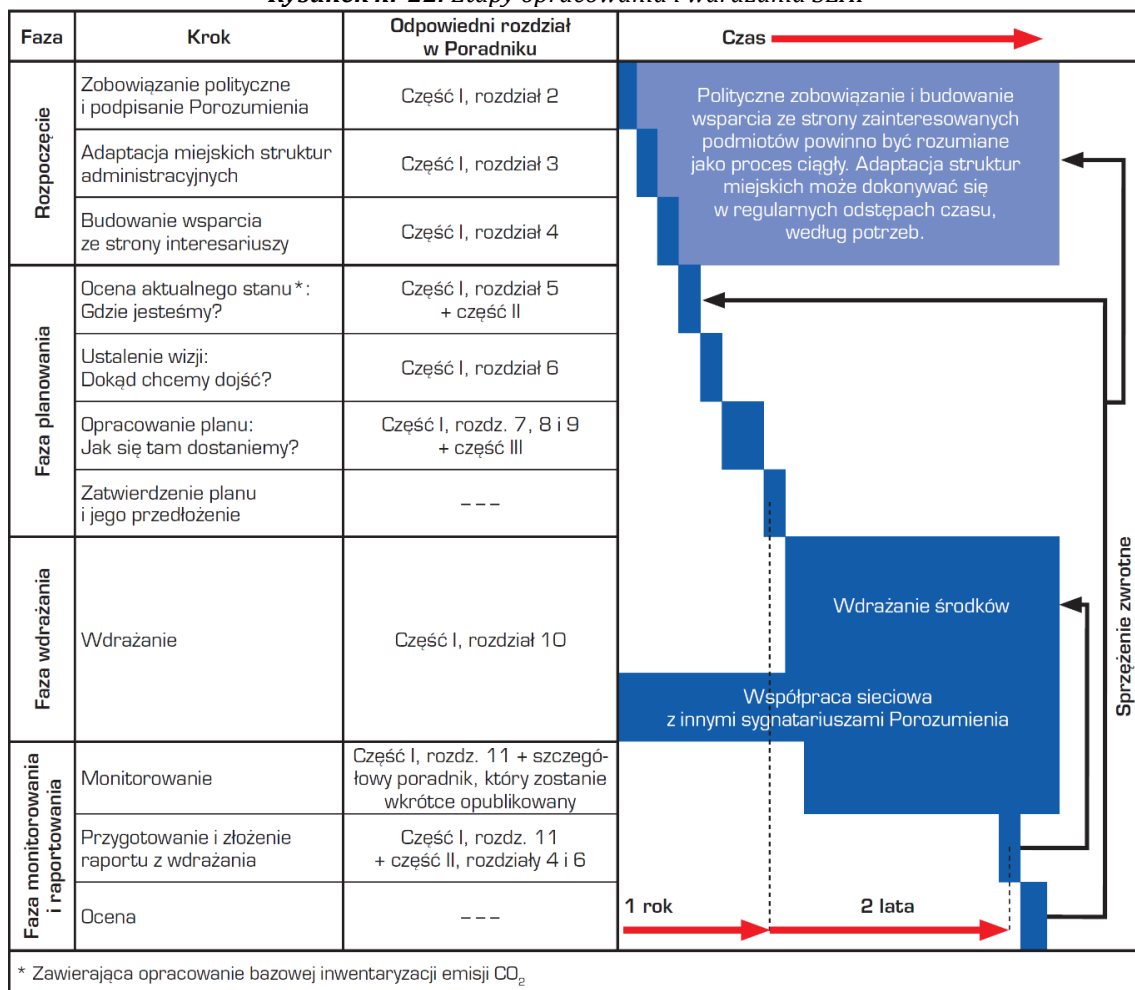 Rysunek nr 22. Etapy opracowania i wdrażania SEAP
Faza
Krok
Odpowiedni rozdział
w Poradniku
Czas
Rozpoczęcie
Zobowiązanie polityczne
i podpisanie Porozumienia
Część I, rozdział 2
Adaptacja miejskich struktur
administracyjnych
Część I, rozdział 3
Budowanie wsparcia
ze strony interesariuszy
Część I, rozdział 4
Polityczne zobowiązanie i budowanie
wsparcia ze strony zainteresowanych
podmiotów powinno być rozumiane
jako proces ciągły. Adaptacja struktur
miejskich może dokonywać się
w regularnych odstępach czasu,
według potrzeb.
Faza planowania
Ocena aktualnego stanu*:
Gdzie jesteśmy?
Część I, rozdział 5
+ część II
Ustalenie wizji:
Dokąd chcemy dojść?
Część I, rozdział 6
Opracowanie planu:
Jak się tam dostaniemy?
Część I, rozdz. 7, 8 i 9
+ część III
Zatwierdzenie planu
i jego przedłożenie
– – –
Faza wdrażania
Wdrażanie
Część I, rozdział 10
Wdrażanie środków
Współpraca sieciowa
z innymi sygnatariuszami Porozumienia
Sprzężenie zwrotne
Faza monitorowania
i raportowania
Monitorowanie
Część I, rozdz. 11 + szczegó-
łowy poradnik, który zostanie
wkrótce opublikowany
Przygotowanie i złożenie
raportu z wdrażania
Część I, rozdz. 11
+ część II, rozdziały 4 i 6
Ocena
– – –
1 rok
2 lata
* Zawierająca opracowanie bazowej inwentaryzacji emisji CO₂